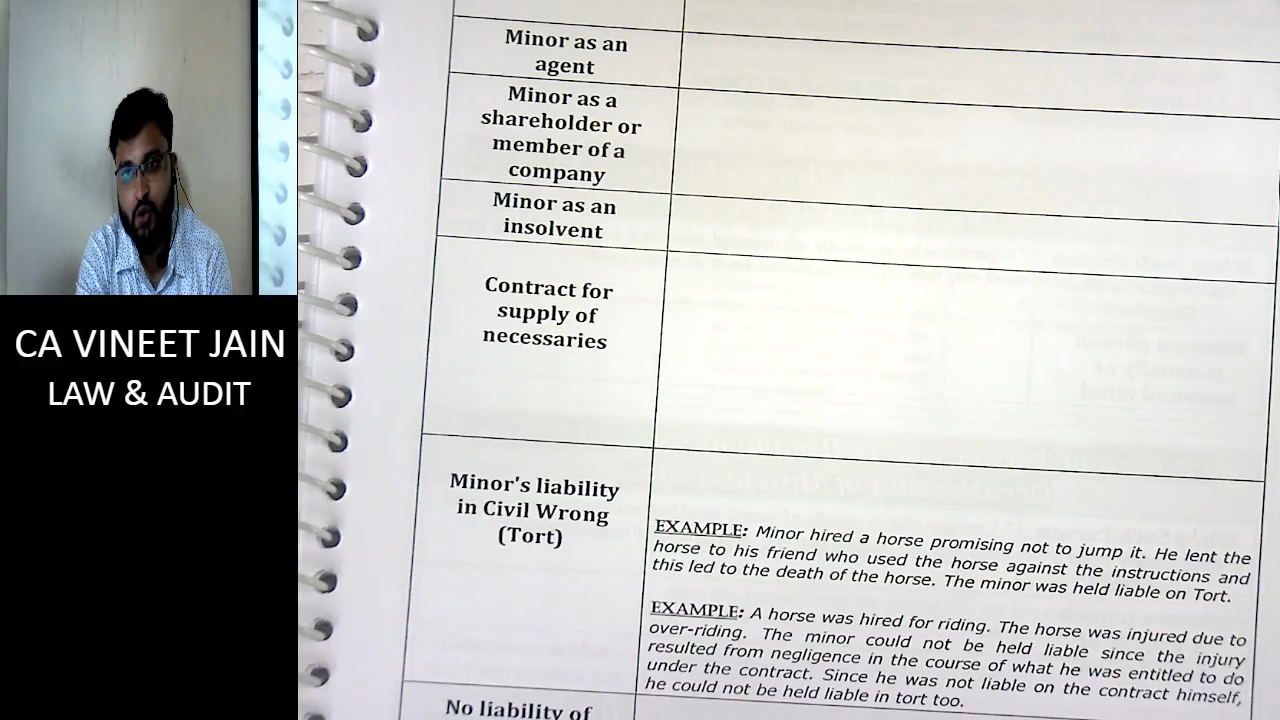 CA VINEET JAIN
LAW & AUDIT
Minor as an
agent
Minor as a
shareholder or
member of a
company
Minor as an
insolvent
Contract for
supply of
necessaries
Minor's liability
in Civil Wrong
(Tort)
EXAMPLE: Minor hired a horse promising not to jump it. He lent the
horse to his friend who used the horse against the instructions and
this led to the death of the horse. The minor was held liable on Tort.
EXAMPLE: A horse was hired for riding. The horse was injured due to
over-riding. The minor could not be held liable since the injury
resulted from negligence in the course of what he was entitled to do
under the contract. Since he was not liable on the contract himself,
he could not be held liable in tort too.
No liability of